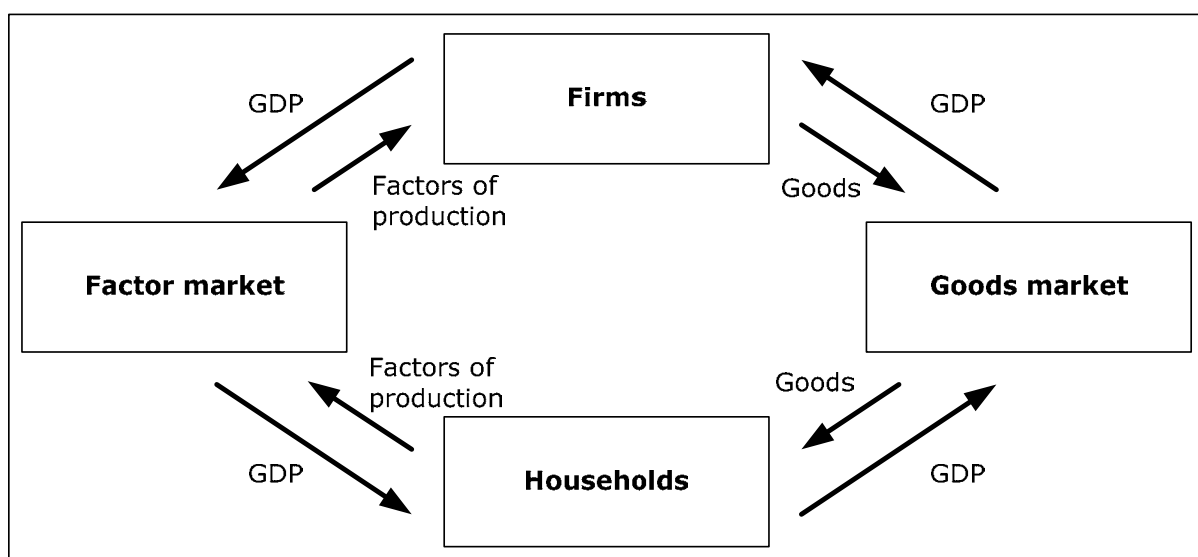 Firms
GDP
GDP
Factors of
production
Goods
Factor market
Goods market
Factors of
production
Goods
GDP
GDP
Households